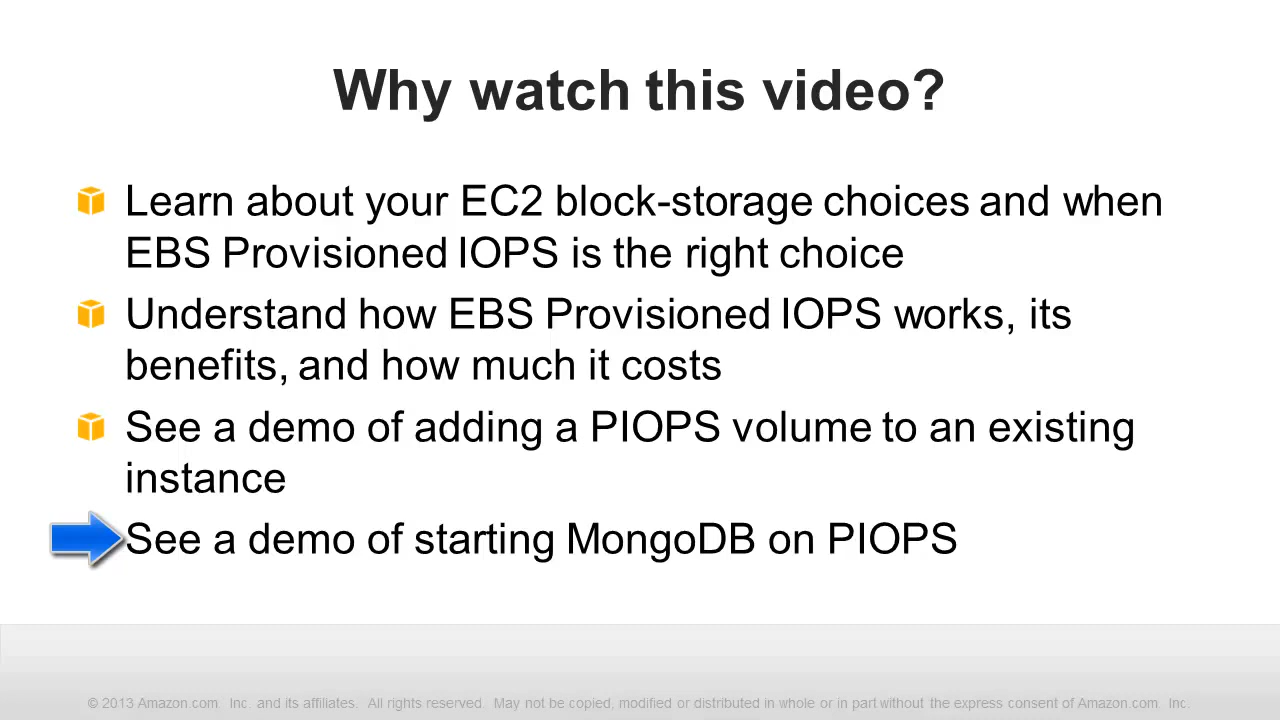 Why watch this video?
Learn about your EC2 block-storage choices and when
EBS Provisioned IOPS is the right choice
Understand how EBS Provisioned IOPS works, its
benefits, and how much it costs
See a demo of adding a PIOPS volume to an existing
instance
See a demo of starting MongoDB on PIOPS
© 2013 Amazon.com. Inc. and its affiliates. All rights reserved. May not be copied, modified or distributed in whole or in part without the express consent of Amazon.com. Inc.